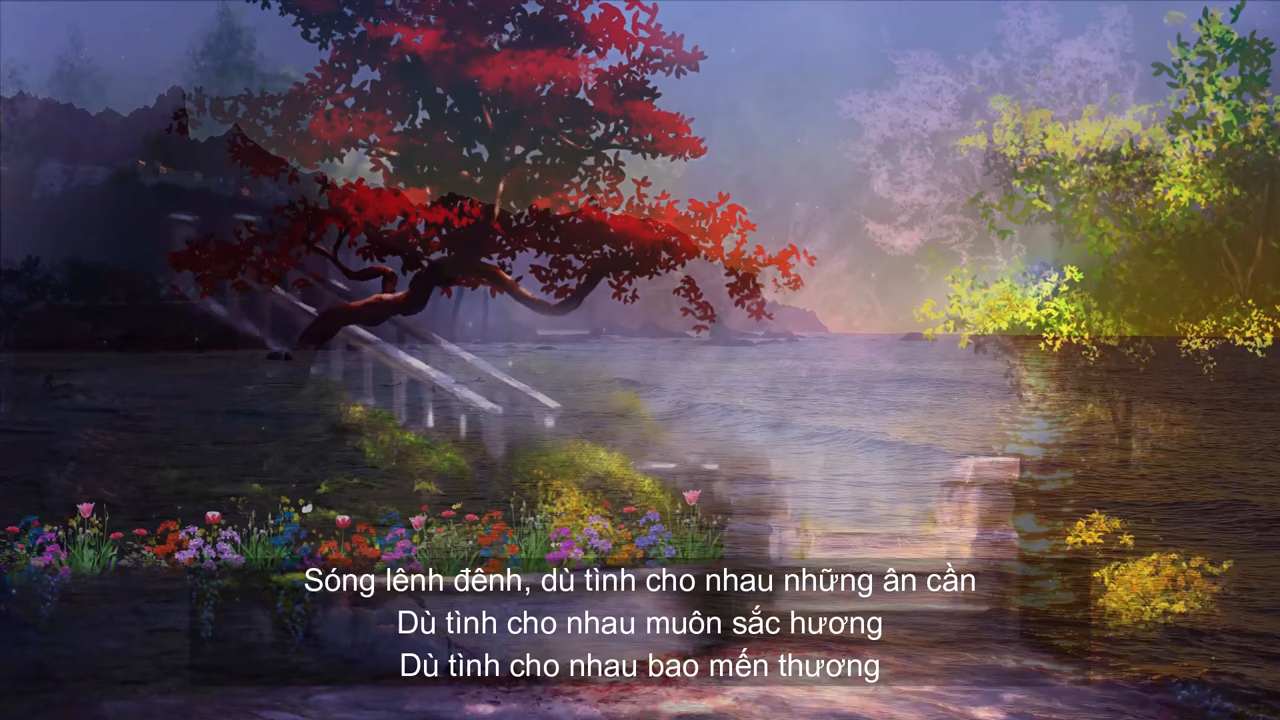 Sóng lênh đênh, dù tình cho nhau những ân cần
Dù tình cho nhau muôn sắc hương
Dù tình cho nhau bao mến thương